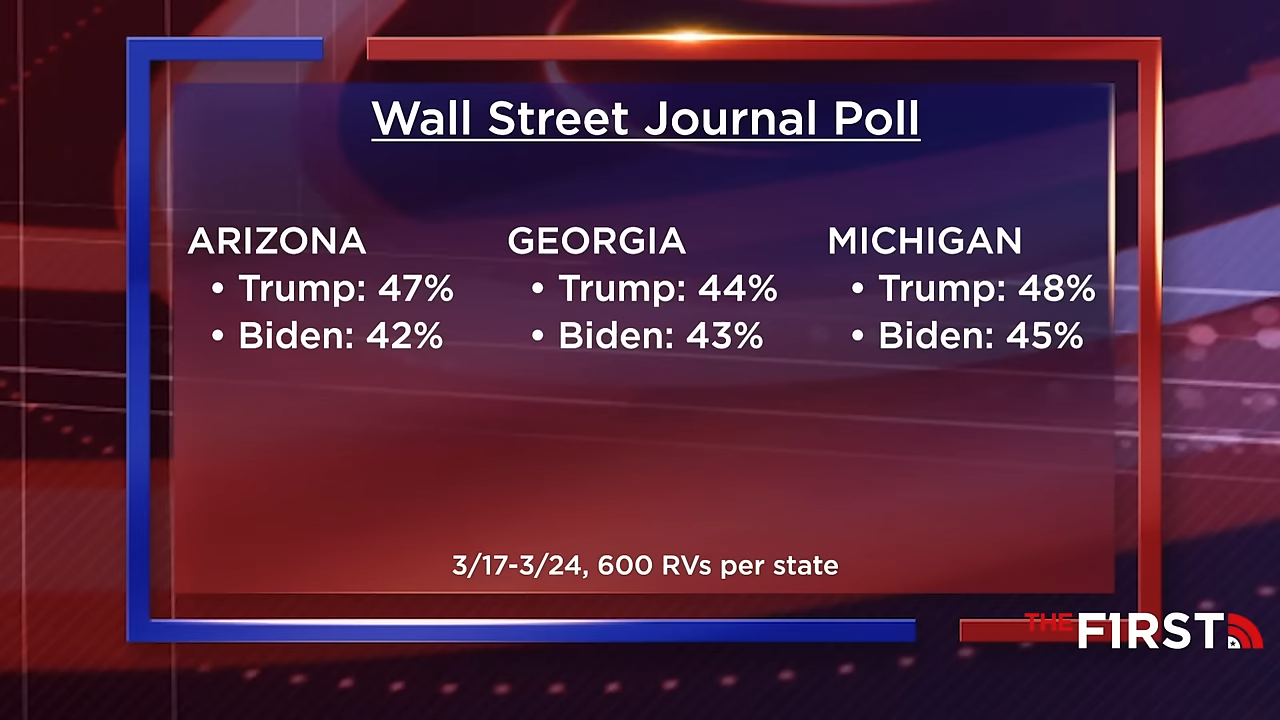 Wall Street Journal Poll
ARIZONA
• Trump: 47%
• Biden: 42%
GEORGIA
• Trump: 44%
• Biden: 43%
MICHIGAN
• Trump: 48%
• Biden: 45%
3/17-3/24, 600 RVs per state
THE FIRST